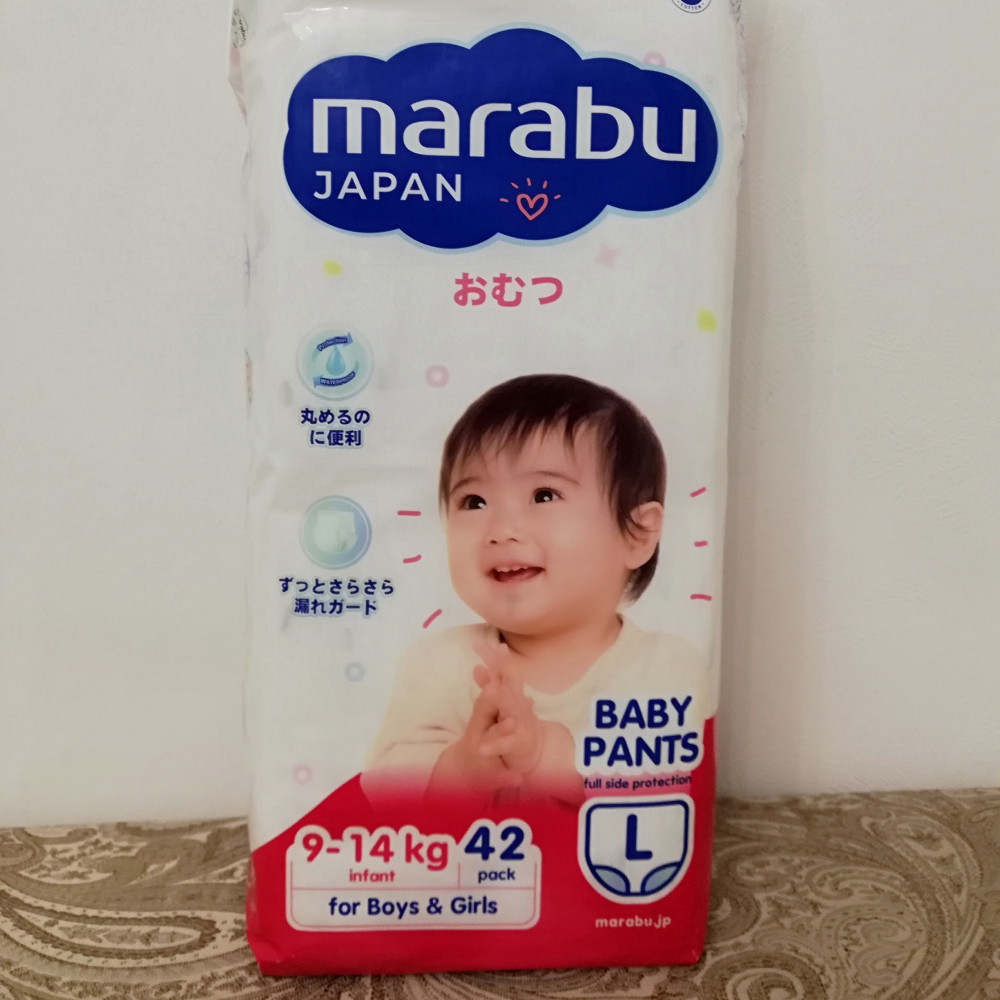 marabu
JAPAN
おむつ
丸めるの
に便利
ずっとさらさら
漏れガード
BABY
PANTS
full side protection
L
9-14 kg
infant
42
pack
for Boys & Girls
marabu.jp